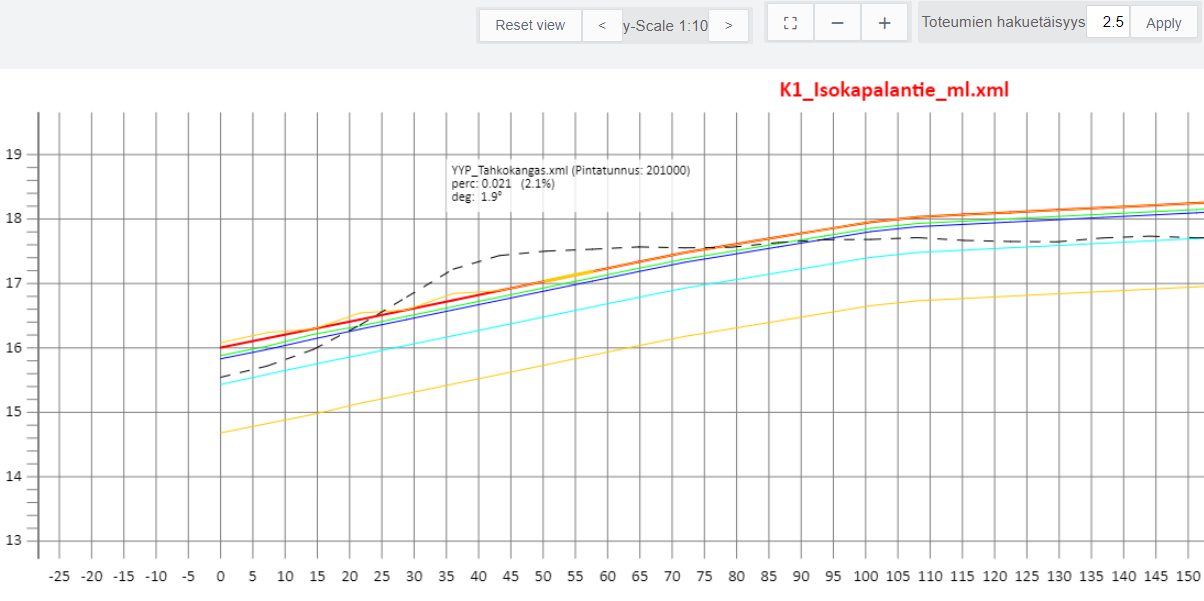 Reset view < y-Scale 1:10 > − + Toteumien hakuetäisyys 2.5 Apply
K1_Isokapalantie_ml.xml
YYP_Tahkokangas.xml (Pintatunnus: 201000)
perc: 0.021 (2.1%)
deg: 1.9°
19
18
17
16
15
14
13
-25 -20 -15 -10 -5 0 5 10 15 20 25 30 35 40 45 50 55 60 65 70 75 80 85 90 95 100 105 110 115 120 125 130 135 140 145 150